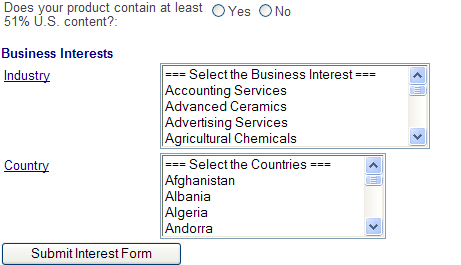 Does your product contain at least
51% U.S. content?:
Yes No
Business Interests
Industry
=== Select the Business Interest ===
Accounting Services
Advanced Ceramics
Advertising Services
Agricultural Chemicals
Country
=== Select the Countries ===
Afghanistan
Albania
Algeria
Andorra
Submit Interest Form